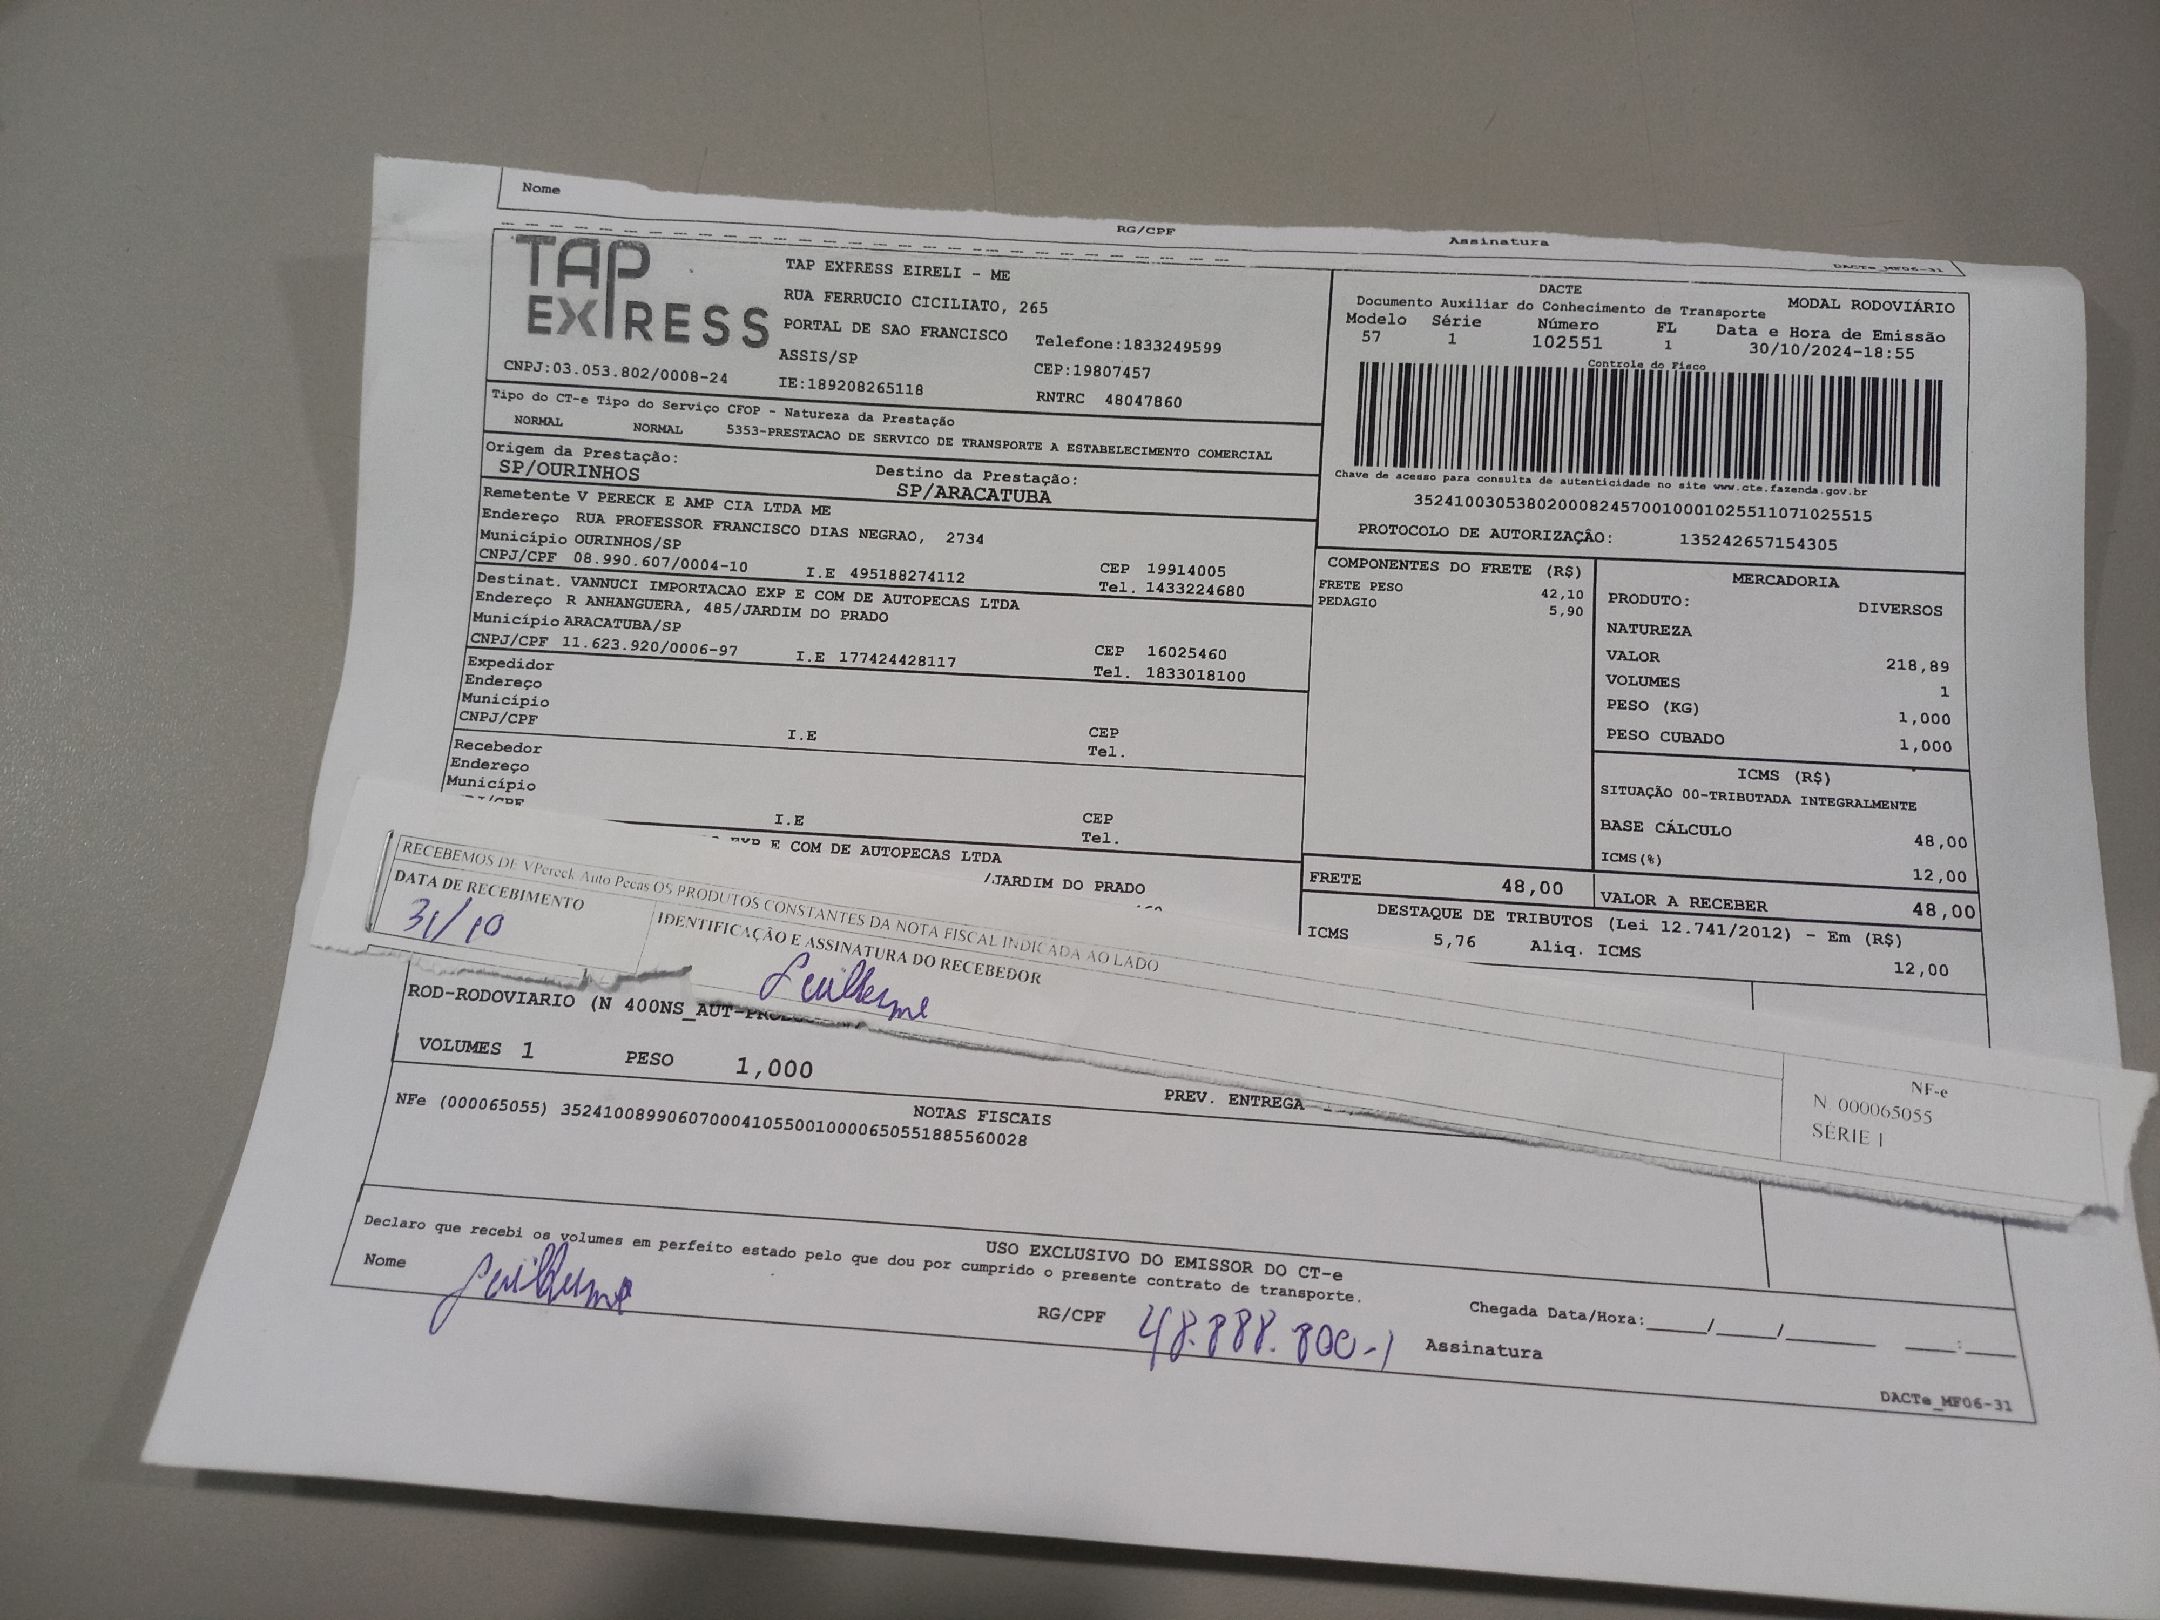 Nome RG/CPF Assinatura
DACTe_MF06-31
TAP
EXPRESS
TAP EXPRESS EIRELI - ME
RUA FERRUCIO CICILIATO, 265
PORTAL DE SAO FRANCISCO Telefone:1833249599
ASSIS/SP CEP:19807457
CNPJ:03.053.802/0008-24 IE:189208265118 RNTRC 48047860
DACTE
Documento Auxiliar do Conhecimento de Transporte MODAL RODOVIÁRIO
Modelo Série Número FL Data e Hora de Emissão
57 1 102551 1 30/10/2024-18:55
Controle do Fisco
Chave de acesso para consulta de autenticidade no site www.cte.fazenda.gov.br
35241003053802000824570010001025511071025515
PROTOCOLO DE AUTORIZAÇÂO: 135242657154305
Tipo do CT-e Tipo do Serviço CFOP - Natureza da Prestação
NORMAL NORMAL 5353-PRESTACAO DE SERVICO DE TRANSPORTE A ESTABELECIMENTO COMERCIAL
Origem da Prestação: Destino da Prestação:
SP/OURINHOS SP/ARACATUBA
Remetente V PERECK E AMP CIA LTDA ME
Endereço RUA PROFESSOR FRANCISCO DIAS NEGRAO, 2734
Município OURINHOS/SP CEP 19914005
CNPJ/CPF 08.990.607/0004-10 I.E 495188274112 Tel. 1433224680
Destinat. VANNUCI IMPORTACAO EXP E COM DE AUTOPECAS LTDA
Endereço R ANHANGUERA, 485/JARDIM DO PRADO
Município ARACATUBA/SP CEP 16025460
CNPJ/CPF 11.623.920/0006-97 I.E 177424428117 Tel. 1833018100
Expedidor
Endereço
Município CEP
CNPJ/CPF I.E Tel.
Recebedor
Endereço
Município CEP
I.E Tel.
E COM DE AUTOPECAS LTDA
/JARDIM DO PRADO
COMPONENTES DO FRETE (R$)
FRETE PESO 42,10
PEDAGIO 5,90
MERCADORIA
PRODUTO: DIVERSOS
NATUREZA
VALOR 218,89
VOLUMES 1
PESO (KG) 1,000
PESO CUBADO 1,000
ICMS (R$)
SITUAÇÃO 00-TRIBUTADA INTEGRALMENTE
BASE CÁLCULO 48,00
ICMS(%) 12,00
FRETE 48,00 VALOR A RECEBER 48,00
DESTAQUE DE TRIBUTOS (Lei 12.741/2012) - Em (R$)
ICMS 5,76 Aliq. ICMS 12,00
RECEBEMOS DE VPereck Auto Pecas OS PRODUTOS CONSTANTES DA NOTA FISCAL INDICADA AO LADO
DATA DE RECEBIMENTO IDENTIFICAÇÃO E ASSINATURA DO RECEBEDOR
31/10 Guilherme
NF-e
N 000065055
SÉRIE 1
ROD-RODOVIARIO (N 400NS_AUT-
VOLUMES 1 PESO 1,000 PREV. ENTREGA
NOTAS FISCAIS
NFe (000065055) 35241008990607000410550010000650551885560028
USO EXCLUSIVO DO EMISSOR DO CT-e
Declaro que recebi os volumes em perfeito estado pelo que dou por cumprido o presente contrato de transporte.
Nome Guilherme RG/CPF 48.888.800-1 Assinatura Chegada Data/Hora:_____/_____/________ ____:____
DACTe_MF06-31